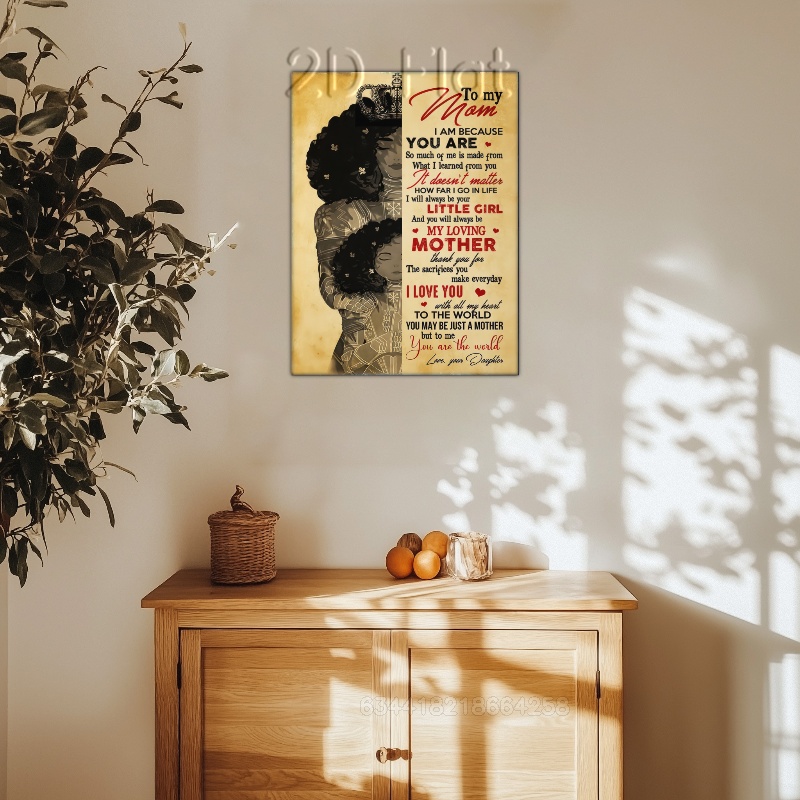 2D Flat
To my
Mom
I AM BECAUSE
YOU ARE
So much of me is made from
What I learned from you
It doesn't matter
HOW FAR I GO IN LIFE
I will always be your
LITTLE GIRL
And you will always be
MY LOVING
MOTHER
thank you for
The sacrifices you
make everyday
I LOVE YOU
with all my heart
TO THE WORLD
YOU MAY BE JUST A MOTHER
but to me
You are the world
Love, your Daughter